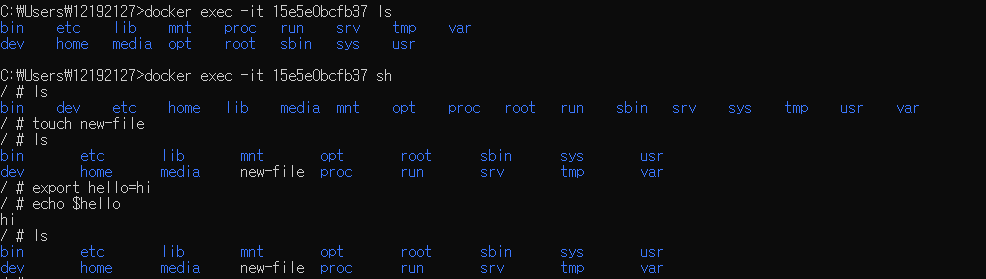 C:₩Users₩12192127>docker exec -it 15e5e0bcfb37 ls
bin etc lib mnt proc run srv tmp var
dev home media opt root sbin sys usr
C:₩Users₩12192127>docker exec -it 15e5e0bcfb37 sh
/ # ls
bin dev etc home lib media mnt opt proc root run sbin srv sys tmp usr var
/ # touch new-file
/ # ls
bin etc lib mnt opt root sbin sys usr
dev home media new-file proc run srv tmp var
/ # export hello=hi
/ # echo $hello
hi
/ # ls
bin etc lib mnt opt root sbin sys usr
dev home media new-file proc run srv tmp var